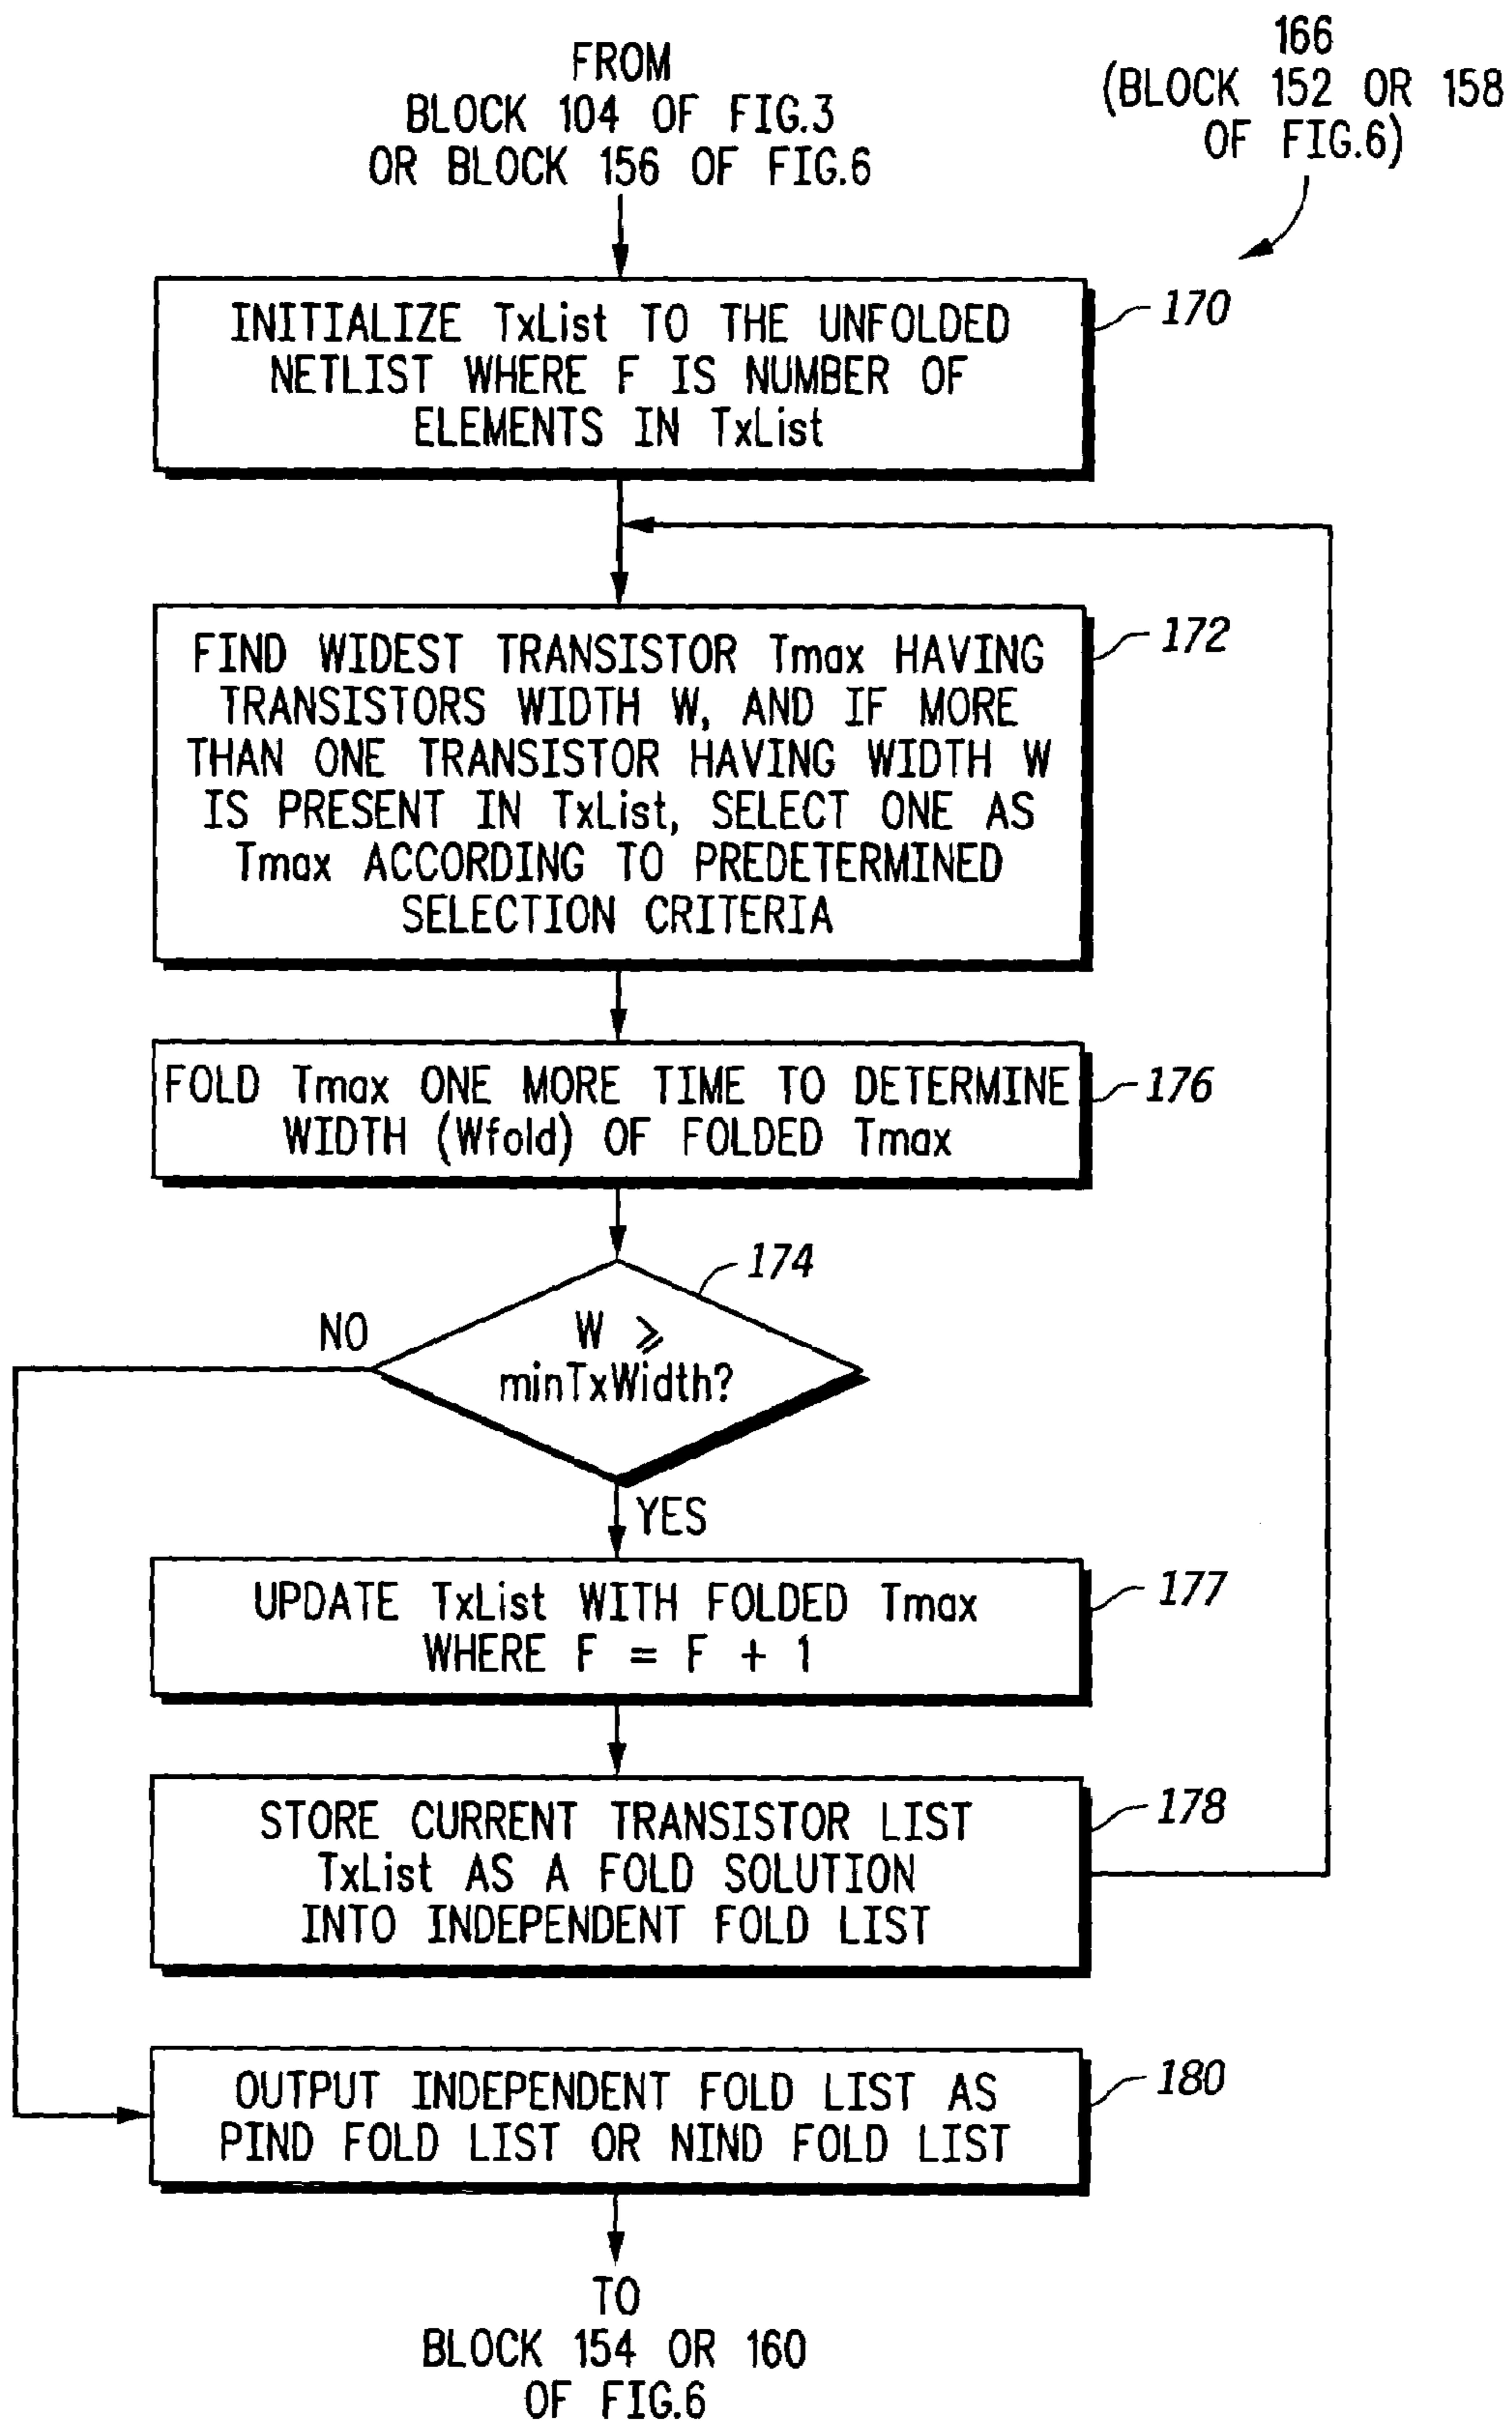 FROM
BLOCK 104 OF FIG.3
OR BLOCK 156 OF FIG.6
166
(BLOCK 152 OR 158
OF FIG.6)
INITIALIZE TxList TO THE UNFOLDED
NETLIST WHERE F IS NUMBER OF
ELEMENTS IN TxList
170
FIND WIDEST TRANSISTOR Tmax HAVING
TRANSISTORS WIDTH W, AND IF MORE
THAN ONE TRANSISTOR HAVING WIDTH W
IS PRESENT IN TxList, SELECT ONE AS
Tmax ACCORDING TO PREDETERMINED
SELECTION CRITERIA
172
FOLD Tmax ONE MORE TIME TO DETERMINE
WIDTH (Wfold) OF FOLDED Tmax
176
174
NO
W ⩾
minTxWidth?
YES
UPDATE TxList WITH FOLDED Tmax
WHERE F = F + 1
177
STORE CURRENT TRANSISTOR LIST
TxList AS A FOLD SOLUTION
INTO INDEPENDENT FOLD LIST
178
OUTPUT INDEPENDENT FOLD LIST AS
PIND FOLD LIST OR NIND FOLD LIST
180
TO
BLOCK 154 OR 160
OF FIG.6